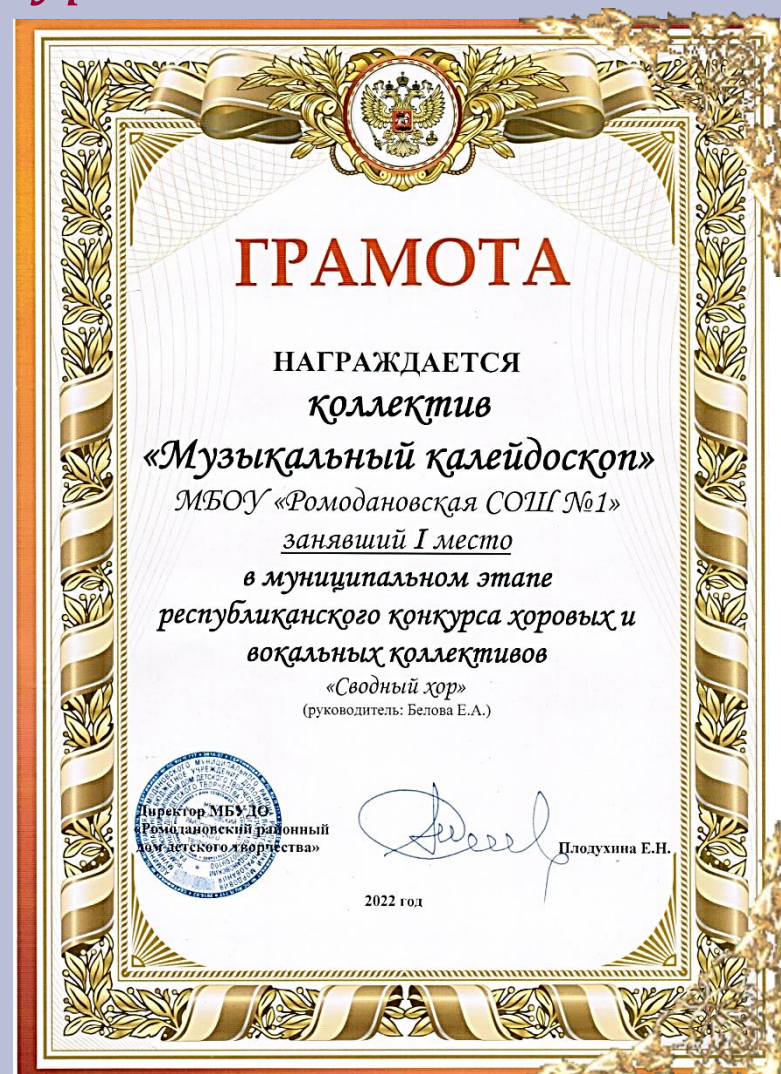 ГРАМОТА
НАГРАЖДАЕТСЯ
коллектив
«Музыкальный калейдоскоп»
МБОУ «Ромодановская СОШ №1»
занявший I место
в муниципальном этапе
республиканского конкурса хоровых и
вокальных коллективов
«Сводный хор»
(руководитель: Белова Е.А.)
Директор МБУДО
«Ромодановский районный
дом детского творчества»
Плодухина Е.Н.
2022 год